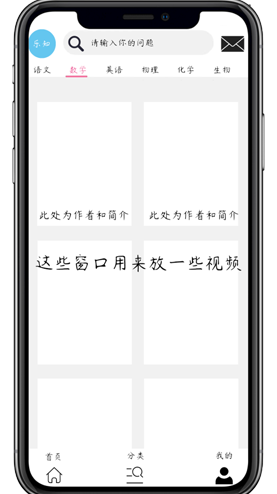 乐知 请输入你的问题
语文 数学 英语 物理 化学 生物
此处为作者和简介 此处为作者和简介
这些窗口用来放一些视频
首页 分类 我的